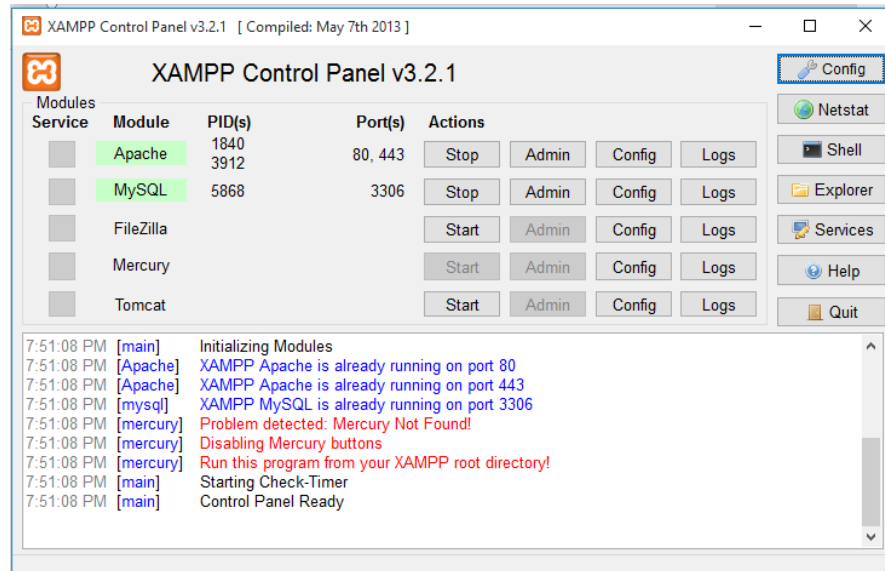 XAMPP Control Panel v3.2.1 [ Compiled: May 7th 2013 ]
XAMPP Control Panel v3.2.1
Config
Modules
Service Module PID(s) Port(s) Actions
Netstat
Apache 1840 3912 80, 443 Stop Admin Config Logs
Shell
MySQL 5868 3306 Stop Admin Config Logs
Explorer
FileZilla Start Admin Config Logs
Services
Mercury Start Admin Config Logs
Help
Tomcat Start Admin Config Logs
Quit
7:51:08 PM [main] Initializing Modules
7:51:08 PM [Apache] XAMPP Apache is already running on port 80
7:51:08 PM [Apache] XAMPP Apache is already running on port 443
7:51:08 PM [mysql] XAMPP MySQL is already running on port 3306
7:51:08 PM [mercury] Problem detected: Mercury Not Found!
7:51:08 PM [mercury] Disabling Mercury buttons
7:51:08 PM [mercury] Run this program from your XAMPP root directory!
7:51:08 PM [main] Starting Check-Timer
7:51:08 PM [main] Control Panel Ready